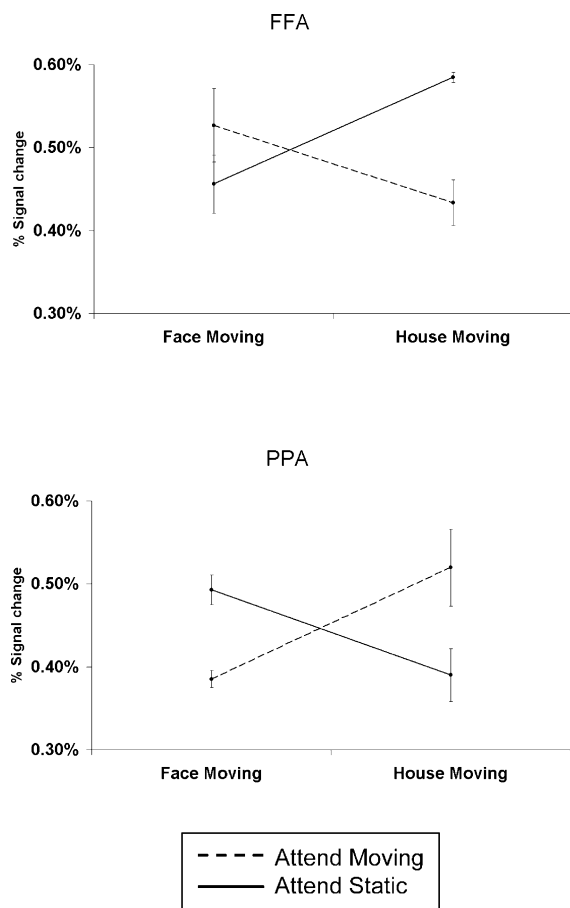 FFA
0.60%
0.50%
0.40%
0.30%
% Signal change
Face Moving House Moving
PPA
0.60%
0.50%
0.40%
0.30%
% Signal change
Face Moving House Moving
Attend Moving
Attend Static